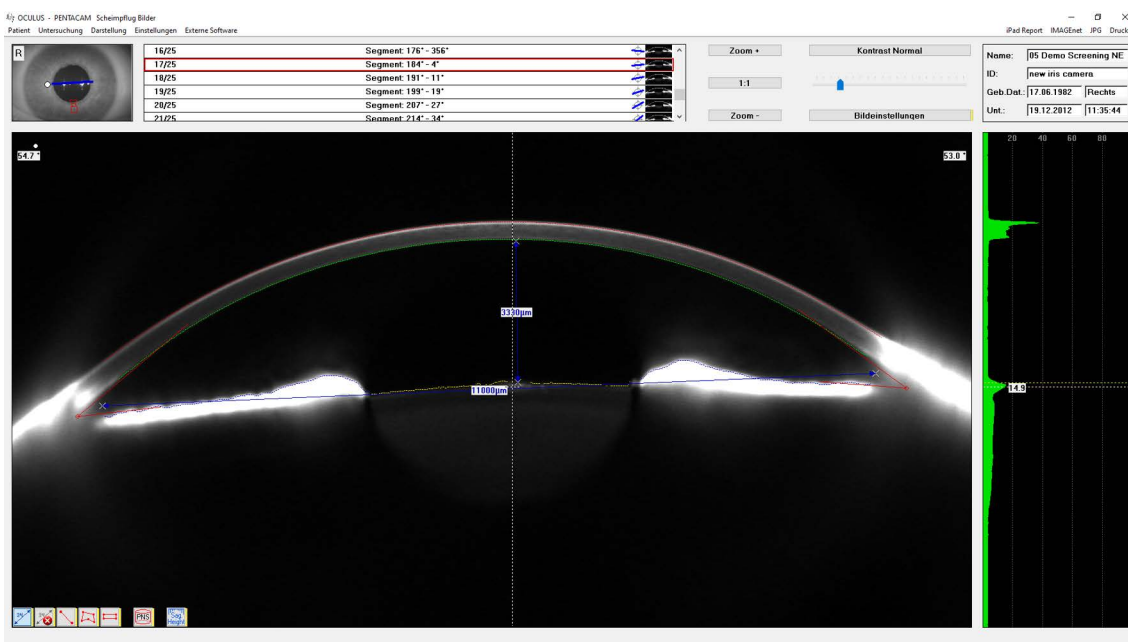 OCULUS - PENTACAM Scheimpflug Bilder
Patient Untersuchung Darstellung Einstellungen Externe Software
iPad Report IMAGEnet JPG Druck
R
16/25 Segment: 176° - 356°
17/25 Segment: 184° - 4°
18/25 Segment: 191° - 11°
19/25 Segment: 199° - 19°
20/25 Segment: 207° - 27°
21/25 Segment: 214° - 34°
Zoom +
1:1
Zoom -
Kontrast Normal
Bildeinstellungen
Name: 05 Demo Screening NE
ID: new iris camera
Geb.Dat.: 17.06.1982 Rechts
Unt.: 19.12.2012 11:35:44
54.7 °
53.0 °
20 40 60 80
3330µm
11000µm
14.9
PNS
Sag. Height